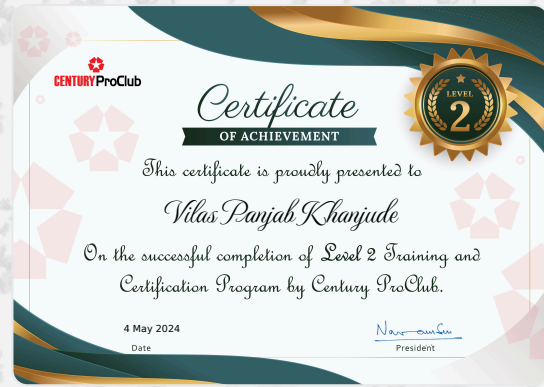 CENTURY ProClub
LEVEL
2
Certificate
OF ACHIEVEMENT
This certificate is proudly presented to
Vilas Panjab Khanjude
On the successful completion of Level 2 Training and
Certification Program by Century ProClub.
4 May 2024
Date
President